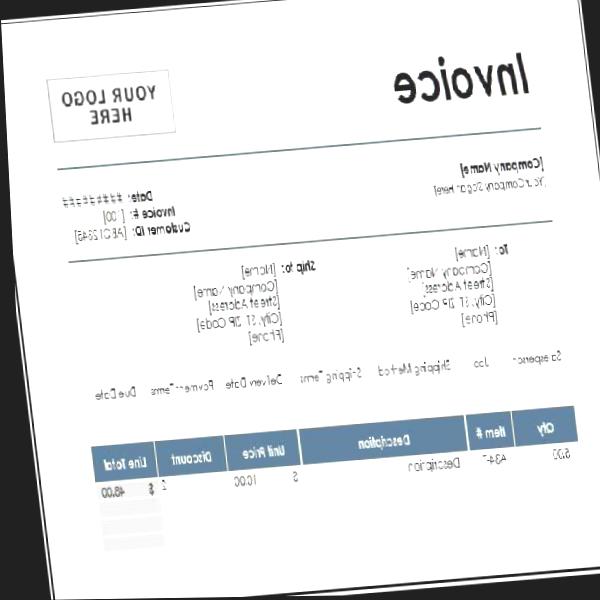 Invoice
YOUR LOGO
HERE
[Company Name]
Your Company Slogan here]
Date: #########
Invoice #: [100]
Customer ID: [ABC12345]
To: [Name]
[Company Name]
[Street Address]
[City, ST ZIP Code]
[Phone]
Ship to: [Name]
[Company Name]
[Street Address]
[City, ST ZIP Code]
[Phone]
Salesperson Job Shipping Method Shipping Terms Delivery Date Payment Terms Due Date
Qty Item # Description Unit Price Discount Line Total
5.00 Description $ 10.00 2 $ 48.00